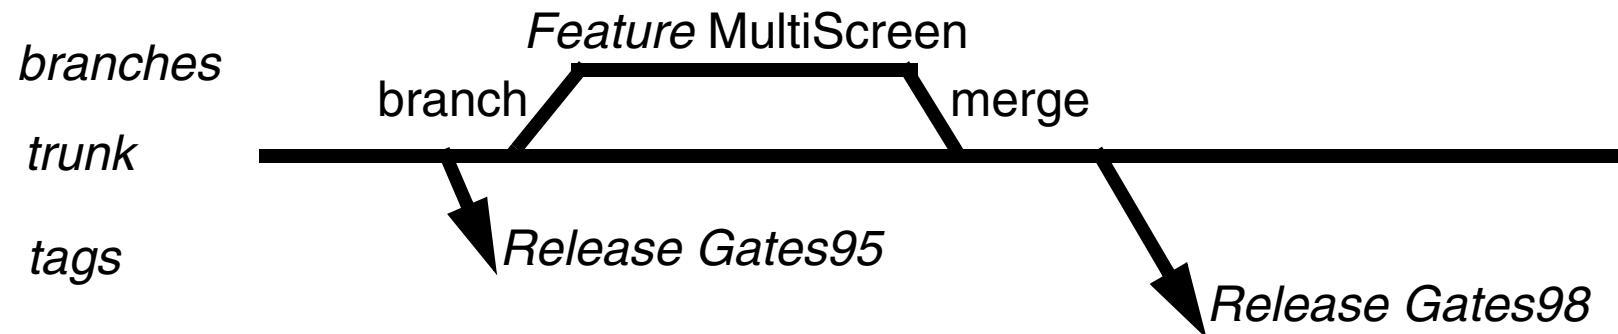 Feature MultiScreen
branches
branch
merge
trunk
tags
Release Gates95
Release Gates98